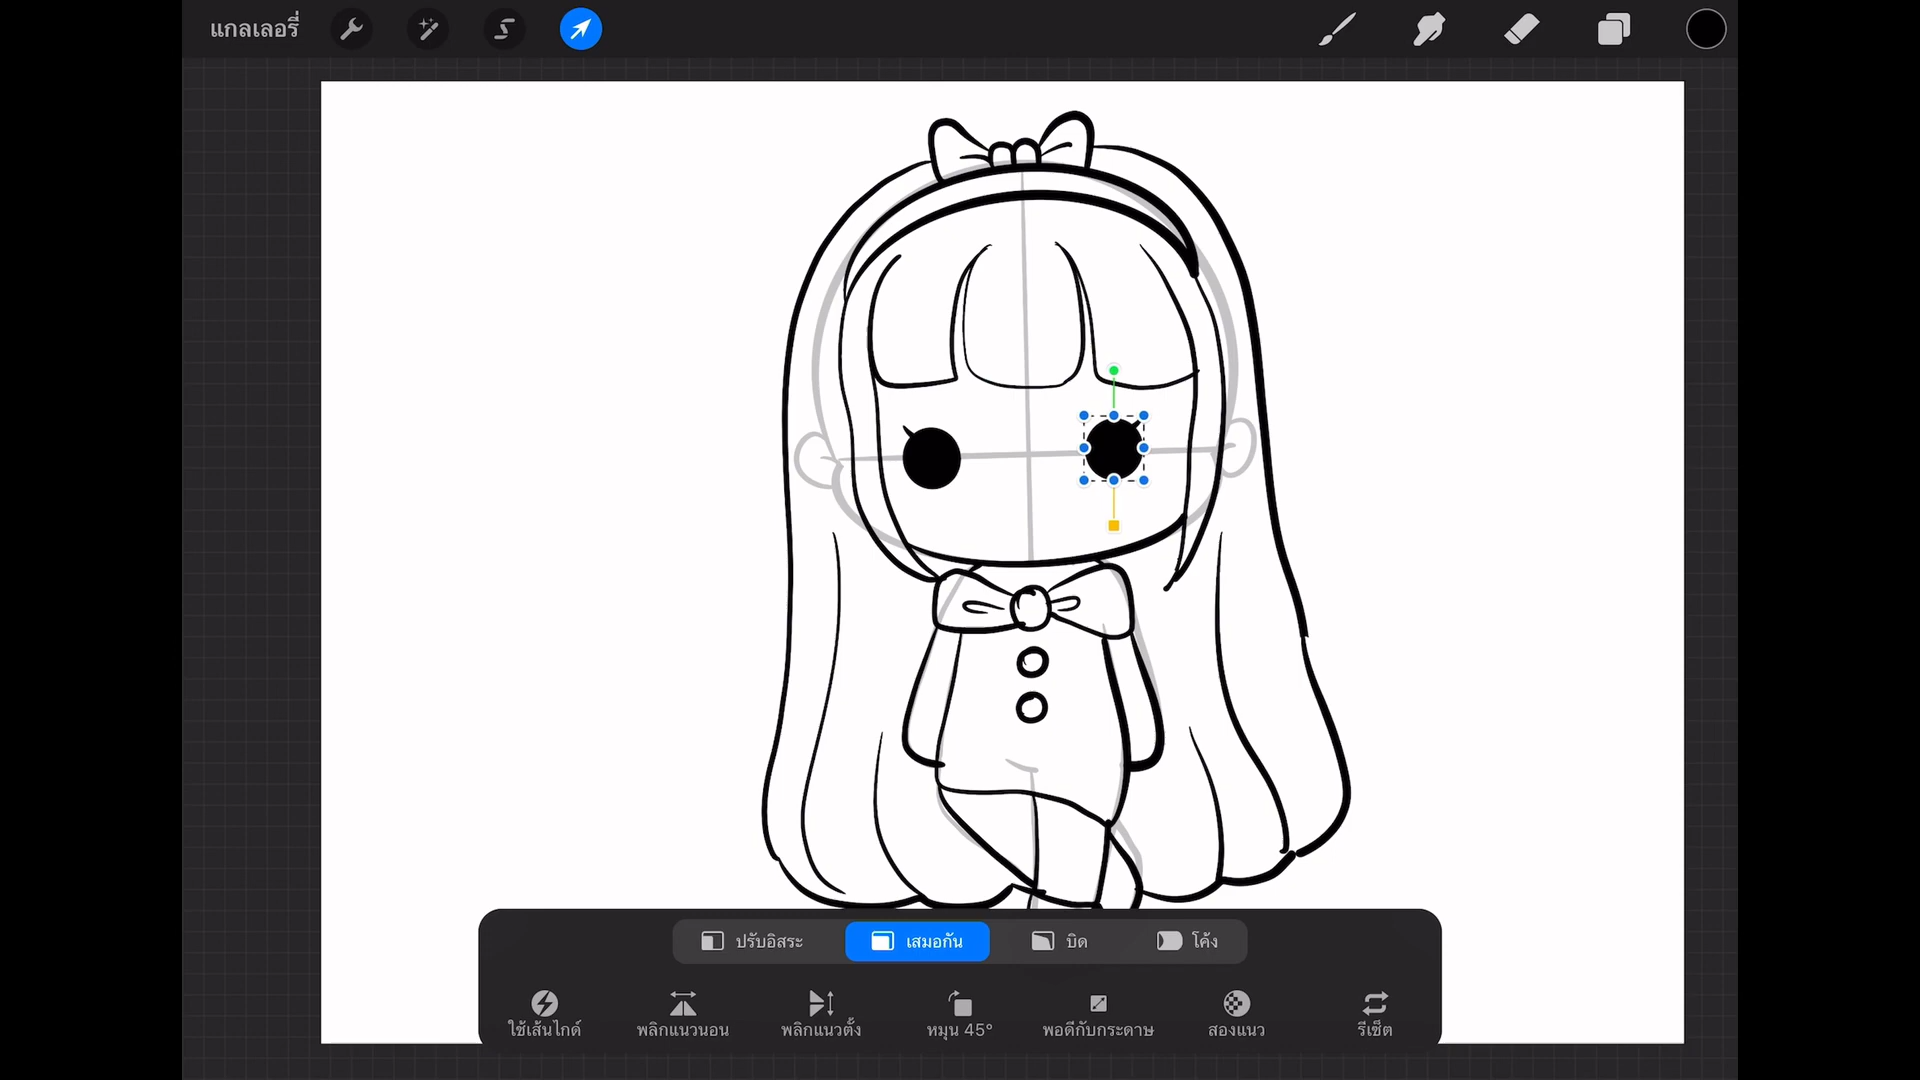 แกลเลอรี่
ปรับอิสระ เสมอกัน บิด โค้ง
ใช้เส้นไกด์ พลิกแนวนอน พลิกแนวตั้ง หมุน 45° พอดีกับกระดาษ สองแนว รีเซ็ต